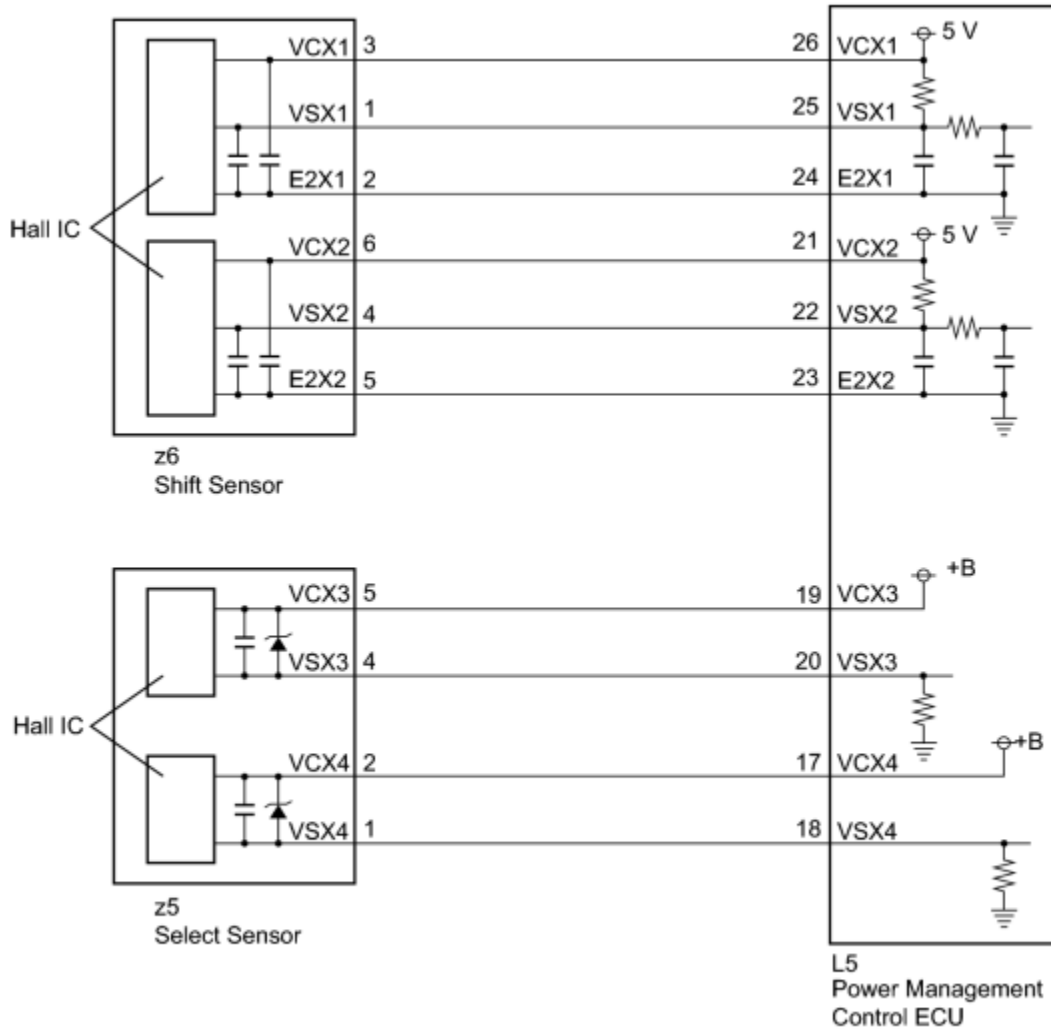 VCX1 3 26 VCX1 5 V
VSX1 1 25 VSX1
E2X1 2 24 E2X1
Hall IC
VCX2 6 21 VCX2 5 V
VSX2 4 22 VSX2
E2X2 5 23 E2X2
z6
Shift Sensor
VCX3 5 19 VCX3 +B
VSX3 4 20 VSX3
Hall IC
VCX4 2 17 VCX4 +B
VSX4 1 18 VSX4
z5
Select Sensor
L5
Power Management
Control ECU